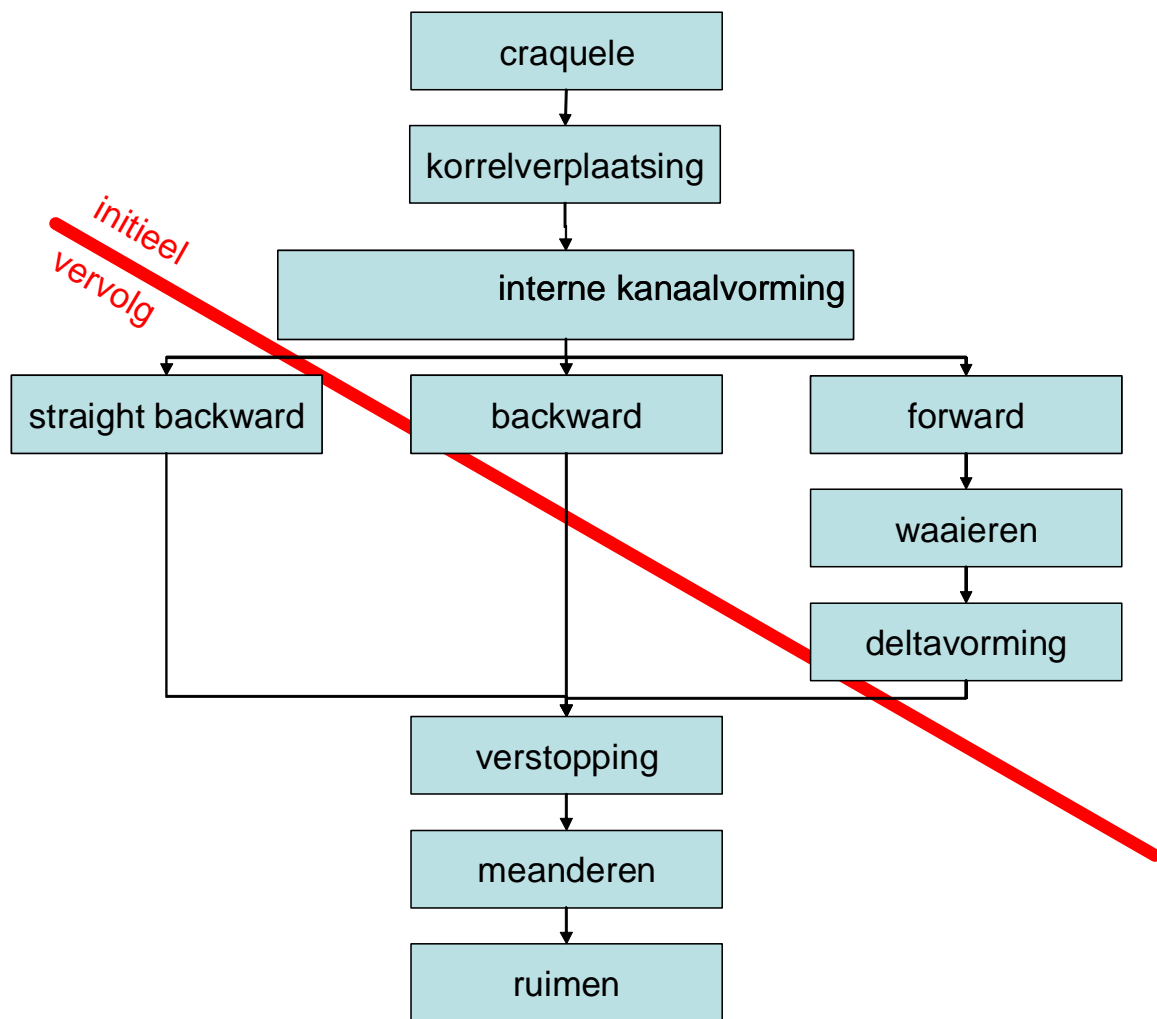 craquele
korrelverplaatsing
initieel
vervolg
interne kanaalvorming
straight backward
backward
forward
waaieren
deltavorming
verstopping
meanderen
ruimen